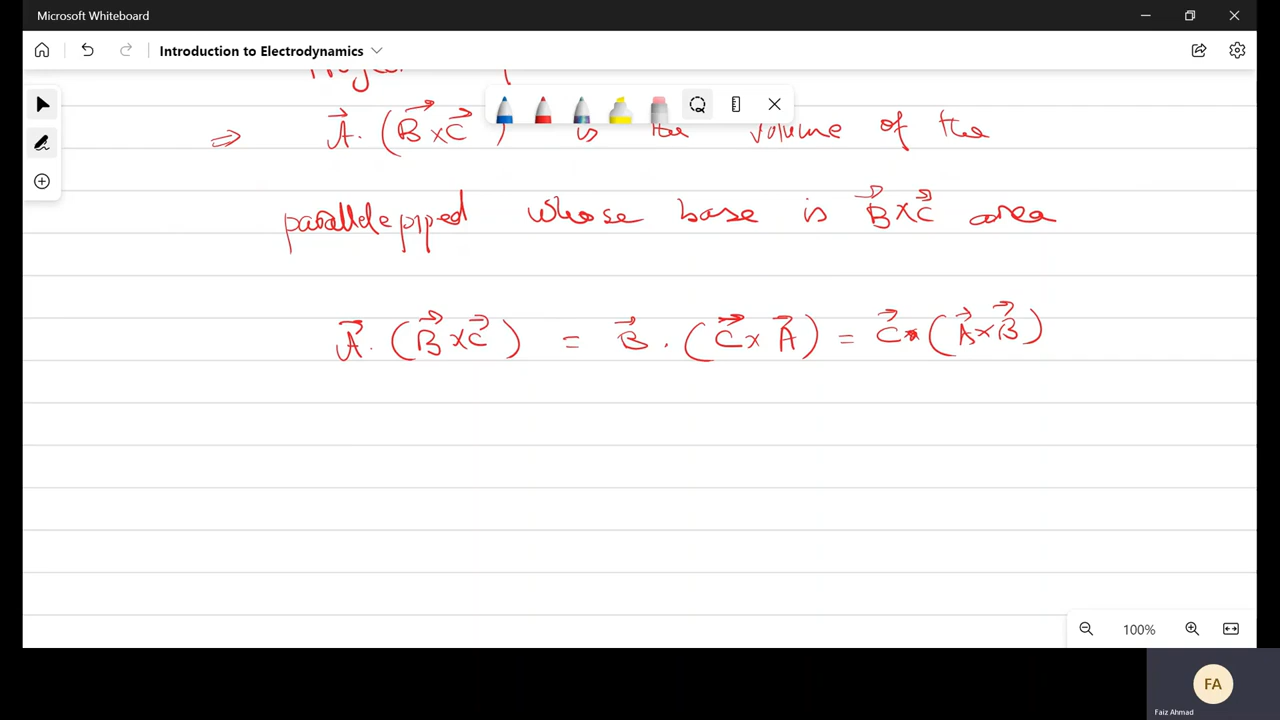 Microsoft Whiteboard
Introduction to Electrodynamics
⇒ A⃗ . (B⃗ × C⃗) is the volume of the
parallelepiped whose base is B⃗ × C⃗ area
A⃗ . (B⃗ × C⃗) = B⃗ . (C⃗ × A⃗) = C⃗ . (A⃗ × B⃗)
100%
FA
Faiz Ahmad